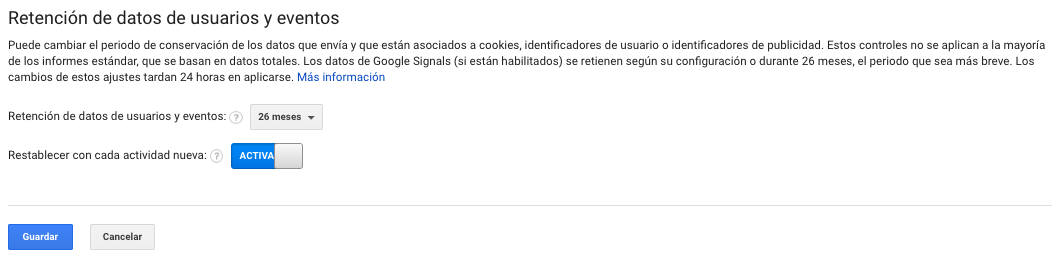 Retención de datos de usuarios y eventos
Puede cambiar el periodo de conservación de los datos que envía y que están asociados a cookies, identificadores de usuario o identificadores de publicidad. Estos controles no se aplican a la mayoría
de los informes estándar, que se basan en datos totales. Los datos de Google Signals (si están habilitados) se retienen según su configuración o durante 26 meses, el periodo que sea más breve. Los
cambios de estos ajustes tardan 24 horas en aplicarse. Más información
Retención de datos de usuarios y eventos: ? 26 meses
Restablecer con cada actividad nueva: ? ACTIVA
Guardar Cancelar